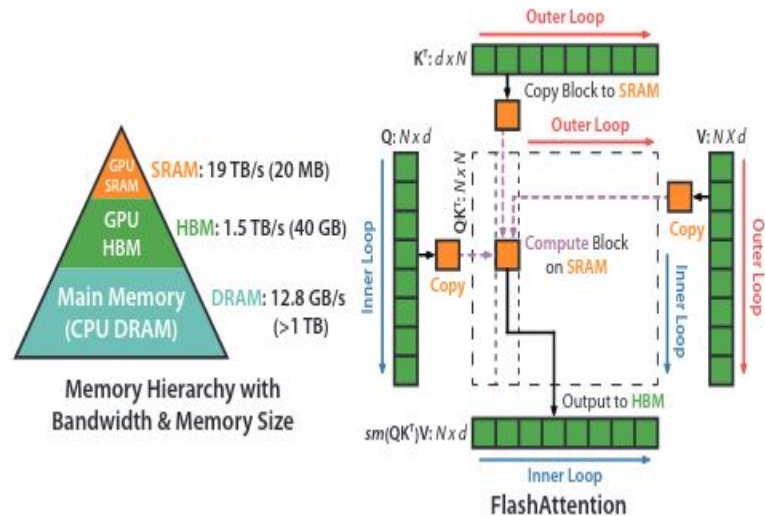 GPU
SRAM
SRAM: 19 TB/s (20 MB)
GPU
HBM
HBM: 1.5 TB/s (40 GB)
Main Memory
(CPU DRAM)
DRAM: 12.8 GB/s
(>1 TB)
Memory Hierarchy with
Bandwidth & Memory Size
Outer Loop
Kᵀ: d x N
Copy Block to SRAM
Outer Loop
Q: N x d
V: N X d
QKᵀ: N x N
Inner Loop
Copy
Compute Block
on SRAM
Copy
Inner Loop
Outer Loop
Output to HBM
sm(QKᵀ)V: N x d
Inner Loop
FlashAttention